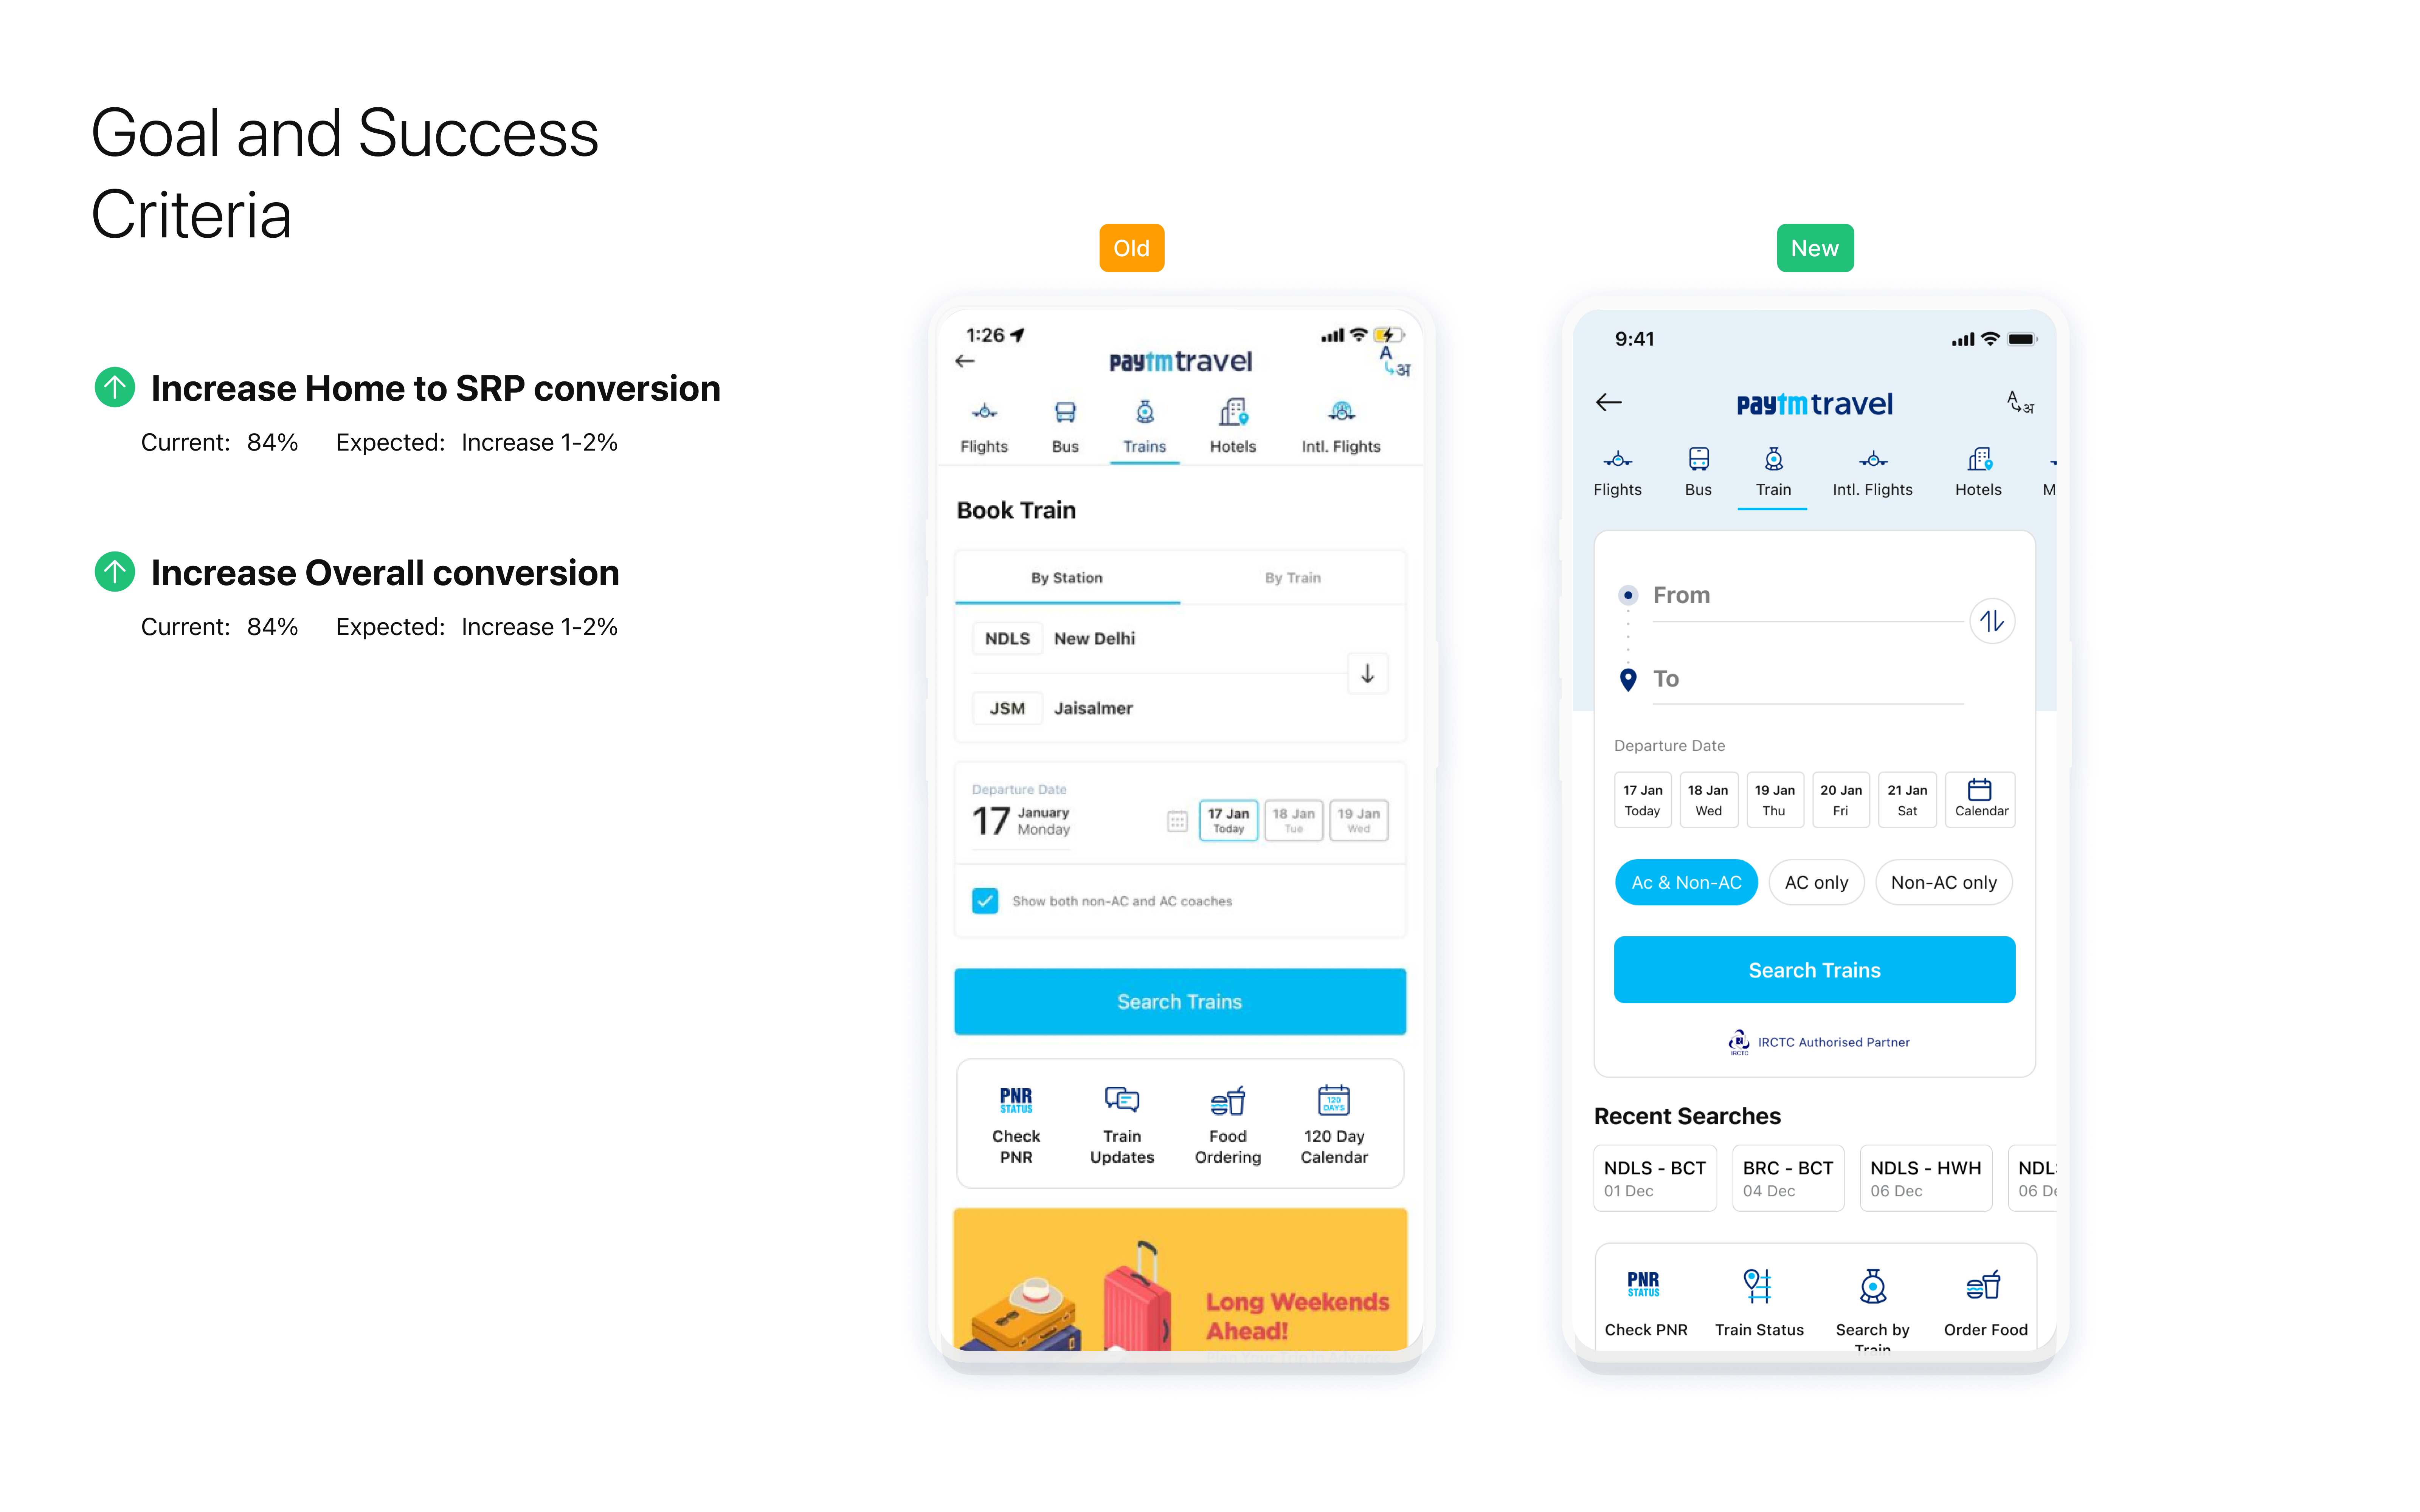 Goal and Success
Criteria
Increase Home to SRP conversion
Current: 84% Expected: Increase 1-2%
Increase Overall conversion
Current: 84% Expected: Increase 1-2%
Old
1:26
paytm travel
A
अ
Flights Bus Trains Hotels Intl. Flights
Book Train
By Station By Train
NDLS New Delhi
JSM Jaisalmer
Departure Date
17 January
Monday
17 Jan 18 Jan 19 Jan
Today Tue Wed
Show both non-AC and AC coaches
Search Trains
PNR
STATUS
120
DAYS
Check Train Food 120 Day
PNR Updates Ordering Calendar
Long Weekends
Ahead!
New
9:41
paytm travel
A
अ
Flights Bus Train Intl. Flights Hotels M
From
To
Departure Date
17 Jan 18 Jan 19 Jan 20 Jan 21 Jan
Today Wed Thu Fri Sat Calendar
Ac & Non-AC AC only Non-AC only
Search Trains
IRCTC
IRCTC Authorised Partner
Recent Searches
NDLS - BCT BRC - BCT NDLS - HWH NDL
01 Dec 04 Dec 06 Dec 06 De
PNR
STATUS
Check PNR Train Status Search by Order Food
Train